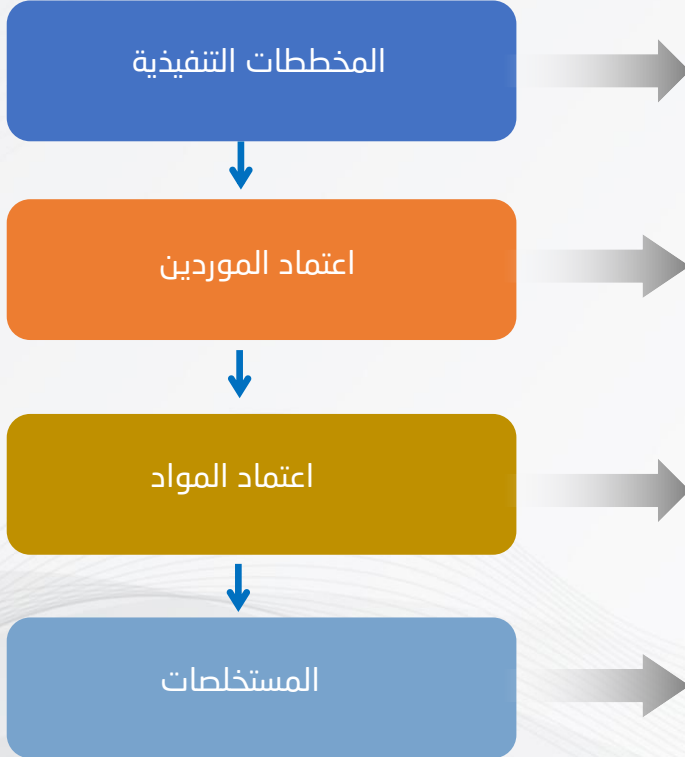 المخططات التنفيذية
اعتماد الموردين
اعتماد المواد
المستخلصات